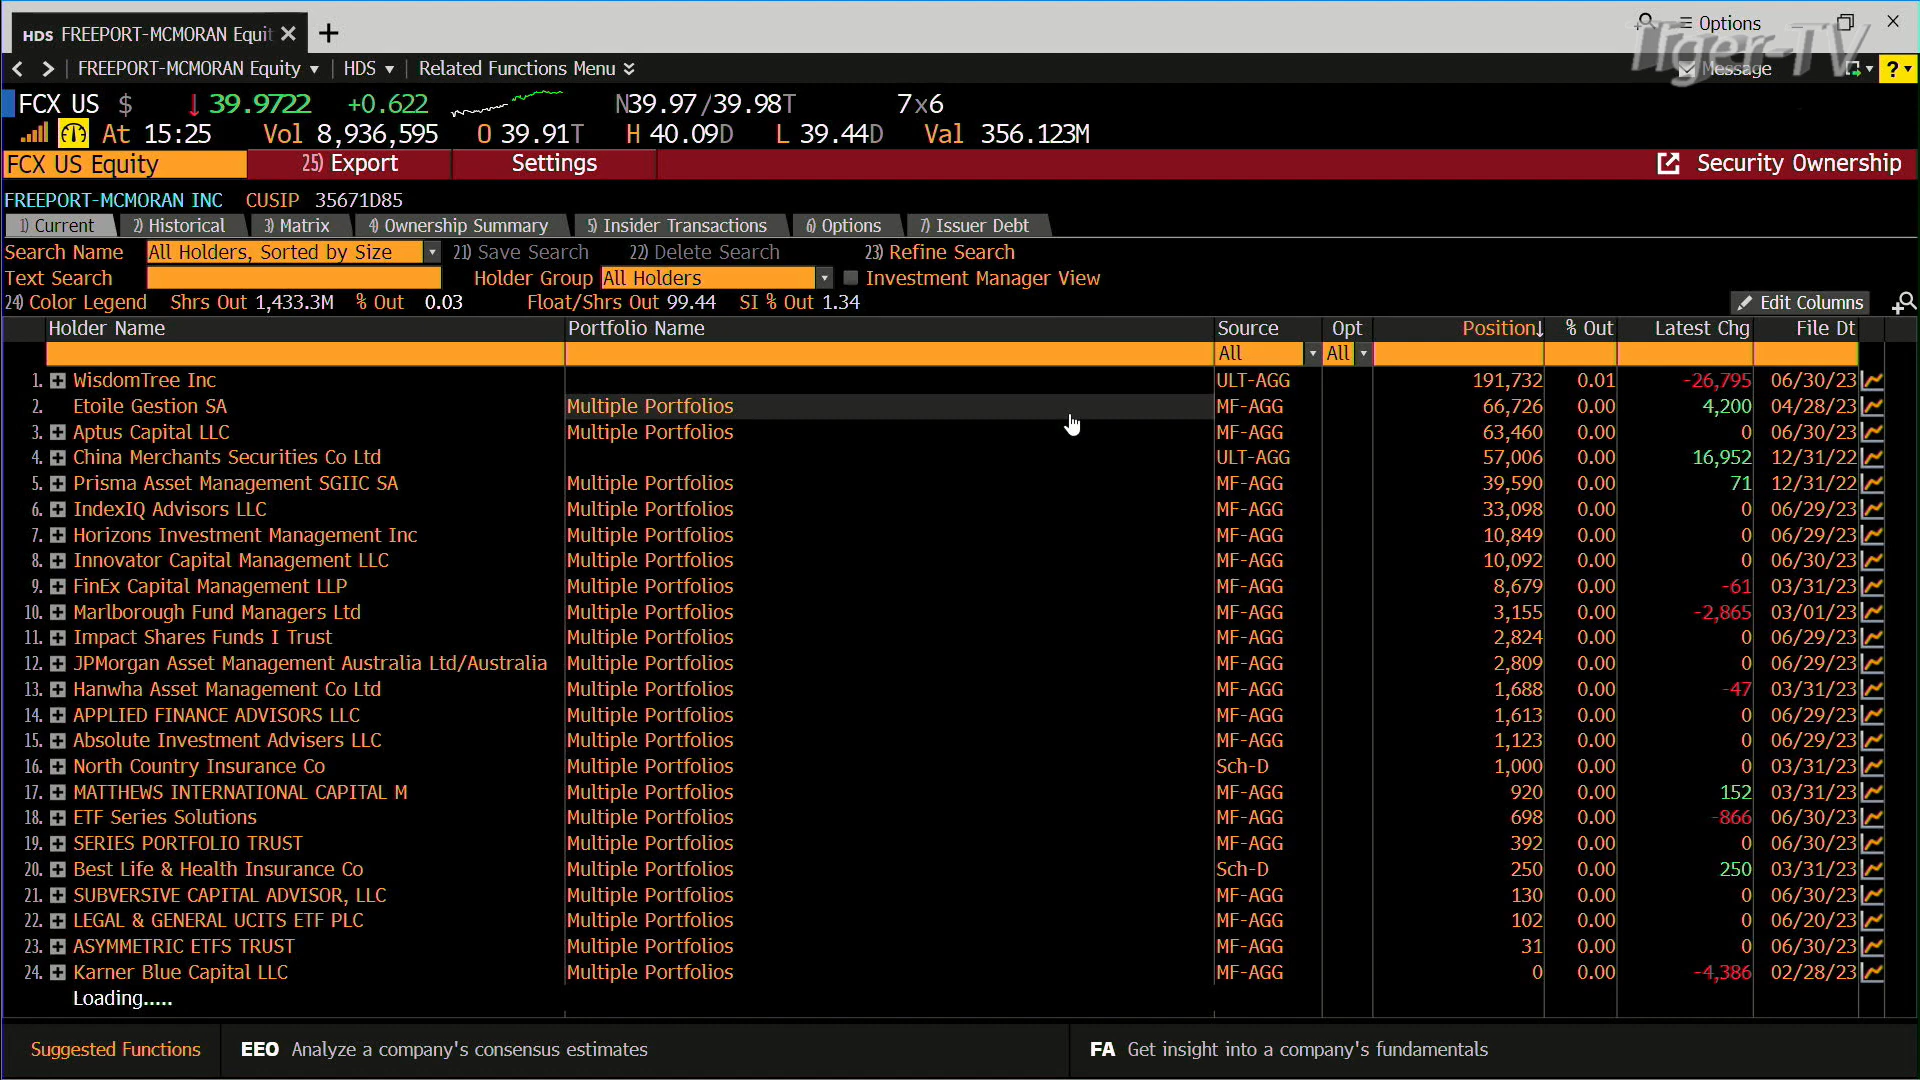 HDS FREEPORT-MCMORAN Equit
Options
FREEPORT-MCMORAN Equity HDS Related Functions Menu
Message
Tiger-TV
?
FCX US $ ↓ 39.9722 +0.622 N39.97/39.98T 7x6
At 15:25 Vol 8,936,595 O 39.91T H 40.09D L 39.44D Val 356.123M
FCX US Equity 25) Export Settings Security Ownership
FREEPORT-MCMORAN INC CUSIP 35671D85
1) Current 2) Historical 3) Matrix 4) Ownership Summary 5) Insider Transactions 6) Options 7) Issuer Debt
Search Name All Holders, Sorted by Size 21) Save Search 22) Delete Search 23) Refine Search
Text Search Holder Group All Holders Investment Manager View
24) Color Legend Shrs Out 1,433.3M % Out 0.03 Float/Shrs Out 99.44 SI % Out 1.34 Edit Columns
Holder Name Portfolio Name Source Opt Position↓ % Out Latest Chg File Dt
All All
1. WisdomTree Inc ULT-AGG 191,732 0.01 -26,795 06/30/23
2. Etoile Gestion SA Multiple Portfolios MF-AGG 66,726 0.00 4,200 04/28/23
3. Aptus Capital LLC Multiple Portfolios MF-AGG 63,460 0.00 0 06/30/23
4. China Merchants Securities Co Ltd ULT-AGG 57,006 0.00 16,952 12/31/22
5. Prisma Asset Management SGIIC SA Multiple Portfolios MF-AGG 39,590 0.00 71 12/31/22
6. IndexIQ Advisors LLC Multiple Portfolios MF-AGG 33,098 0.00 0 06/29/23
7. Horizons Investment Management Inc Multiple Portfolios MF-AGG 10,849 0.00 0 06/29/23
8. Innovator Capital Management LLC Multiple Portfolios MF-AGG 10,092 0.00 0 06/30/23
9. FinEx Capital Management LLP Multiple Portfolios MF-AGG 8,679 0.00 -61 03/31/23
10. Marlborough Fund Managers Ltd Multiple Portfolios MF-AGG 3,155 0.00 -2,865 03/01/23
11. Impact Shares Funds I Trust Multiple Portfolios MF-AGG 2,824 0.00 0 06/29/23
12. JPMorgan Asset Management Australia Ltd/Australia Multiple Portfolios MF-AGG 2,809 0.00 0 06/29/23
13. Hanwha Asset Management Co Ltd Multiple Portfolios MF-AGG 1,688 0.00 -47 03/31/23
14. APPLIED FINANCE ADVISORS LLC Multiple Portfolios MF-AGG 1,613 0.00 0 06/29/23
15. Absolute Investment Advisers LLC Multiple Portfolios MF-AGG 1,123 0.00 0 06/29/23
16. North Country Insurance Co Multiple Portfolios Sch-D 1,000 0.00 0 03/31/23
17. MATTHEWS INTERNATIONAL CAPITAL M Multiple Portfolios MF-AGG 920 0.00 152 03/31/23
18. ETF Series Solutions Multiple Portfolios MF-AGG 698 0.00 -866 06/30/23
19. SERIES PORTFOLIO TRUST Multiple Portfolios MF-AGG 392 0.00 0 06/30/23
20. Best Life & Health Insurance Co Multiple Portfolios Sch-D 250 0.00 250 03/31/23
21. SUBVERSIVE CAPITAL ADVISOR, LLC Multiple Portfolios MF-AGG 130 0.00 0 06/30/23
22. LEGAL & GENERAL UCITS ETF PLC Multiple Portfolios MF-AGG 102 0.00 0 06/20/23
23. ASYMMETRIC ETFS TRUST Multiple Portfolios MF-AGG 31 0.00 0 06/30/23
24. Karner Blue Capital LLC Multiple Portfolios MF-AGG 0 0.00 -4,386 02/28/23
Loading.....
Suggested Functions EEO Analyze a company's consensus estimates FA Get insight into a company's fundamentals